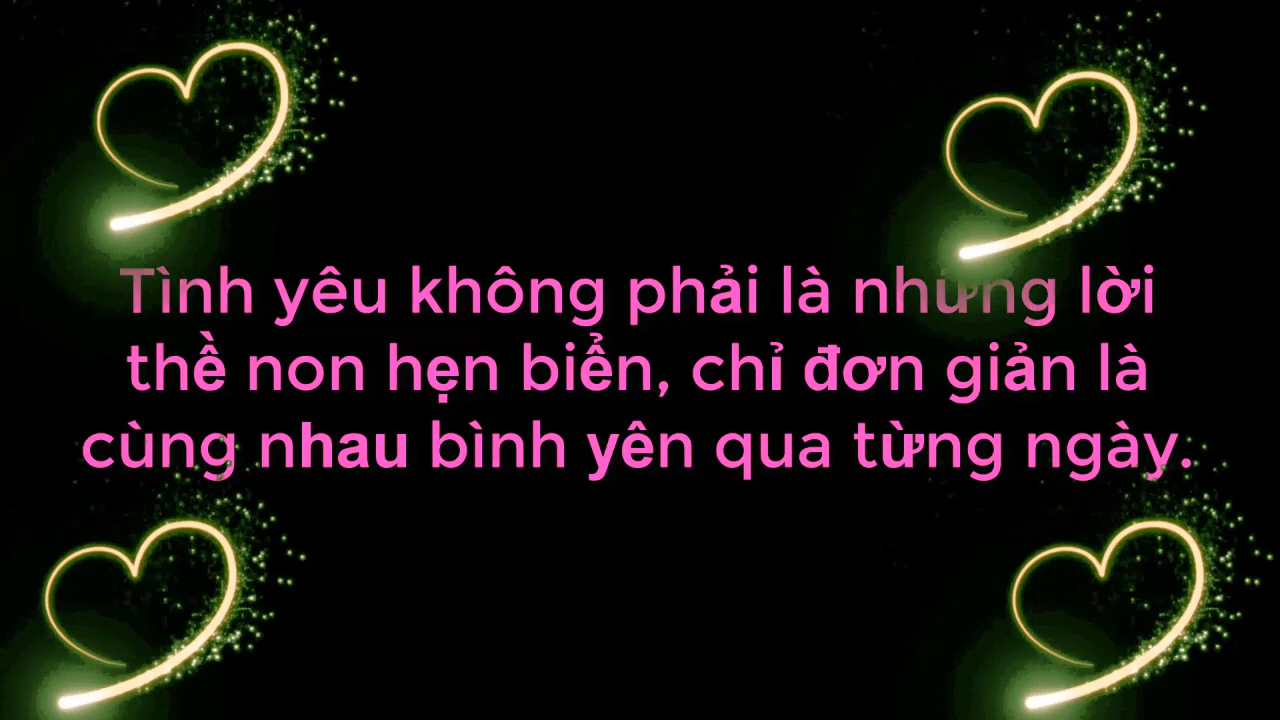 Tình yêu không phải là những lời
thề non hẹn biển, chỉ đơn giản là
cùng nhau bình yên qua từng ngày.